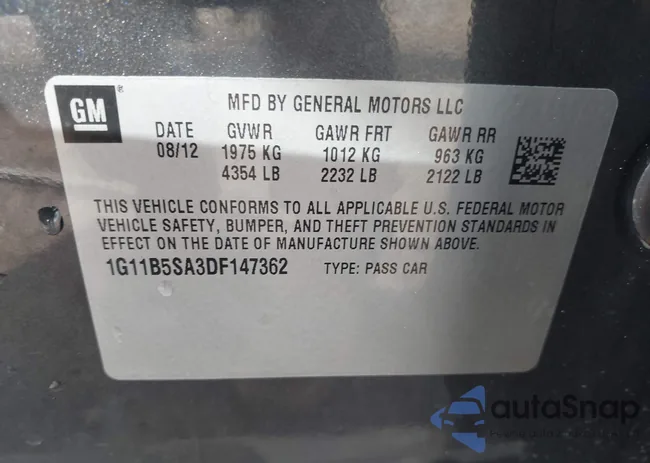 GM
MFD BY GENERAL MOTORS LLC
DATE GVWR GAWR FRT GAWR RR
08/12 1975 KG 1012 KG 963 KG
4354 LB 2232 LB 2122 LB
THIS VEHICLE CONFORMS TO ALL APPLICABLE U.S. FEDERAL MOTOR
VEHICLE SAFETY, BUMPER, AND THEFT PREVENTION STANDARDS IN
EFFECT ON THE DATE OF MANUFACTURE SHOWN ABOVE.
1G11B5SA3DF147362 TYPE: PASS CAR
autoSnap